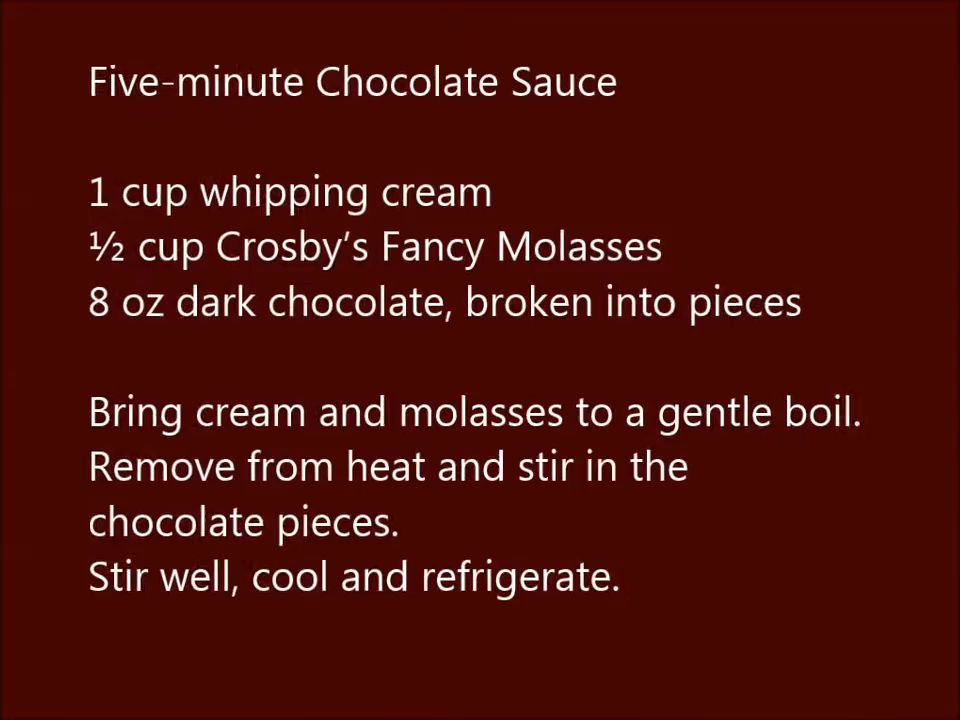 Five-minute Chocolate Sauce
1 cup whipping cream
½ cup Crosby's Fancy Molasses
8 oz dark chocolate, broken into pieces
Bring cream and molasses to a gentle boil.
Remove from heat and stir in the
chocolate pieces.
Stir well, cool and refrigerate.